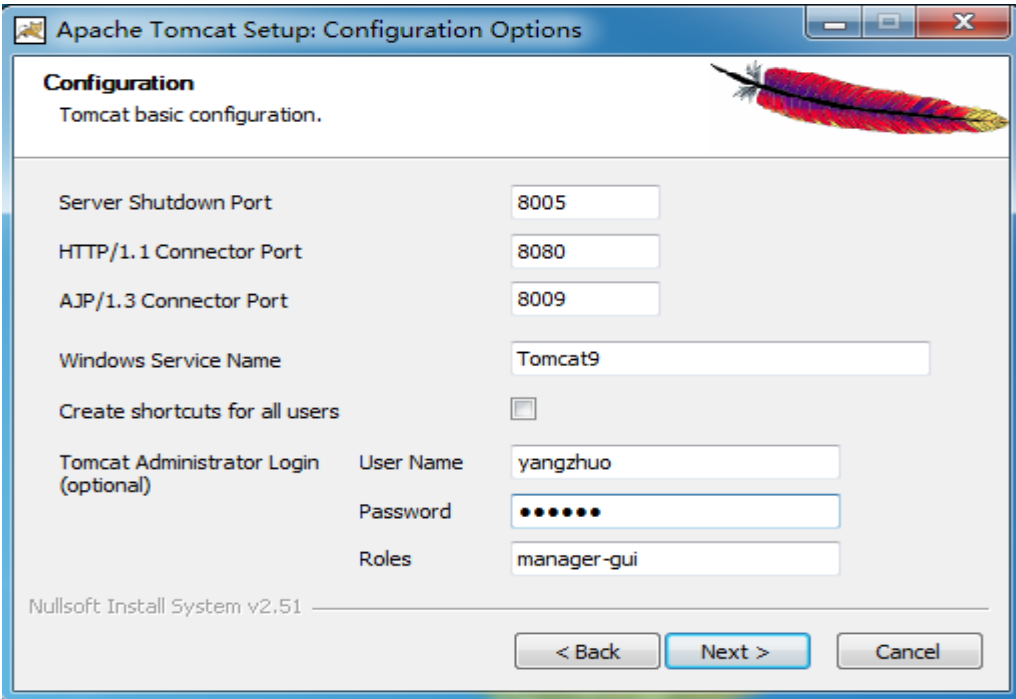 Apache Tomcat Setup: Configuration Options
Configuration
Tomcat basic configuration.
Server Shutdown Port 8005
HTTP/1.1 Connector Port 8080
AJP/1.3 Connector Port 8009
Windows Service Name Tomcat9
Create shortcuts for all users
Tomcat Administrator Login (optional) User Name yangzhuo
Password ●●●●●●
Roles manager-gui
Nullsoft Install System v2.51
< Back Next > Cancel